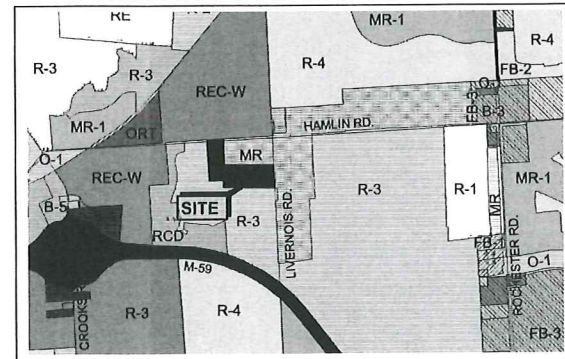 RE
MR-1
R-4
R-3
R-3
R-4
FB-2
REC-W
O-1
FB-3
B-3
MR-1
ORT
HAMLIN RD.
O-1
MR
REC-W
R-3
R-1
MR-1
B-5
SITE
R-3
LIVERNOIS RD.
MR
ROCHESTER RD.
RCD
FB-1
M-59
O-1
CROOKS
R-3
R-4
FB-3